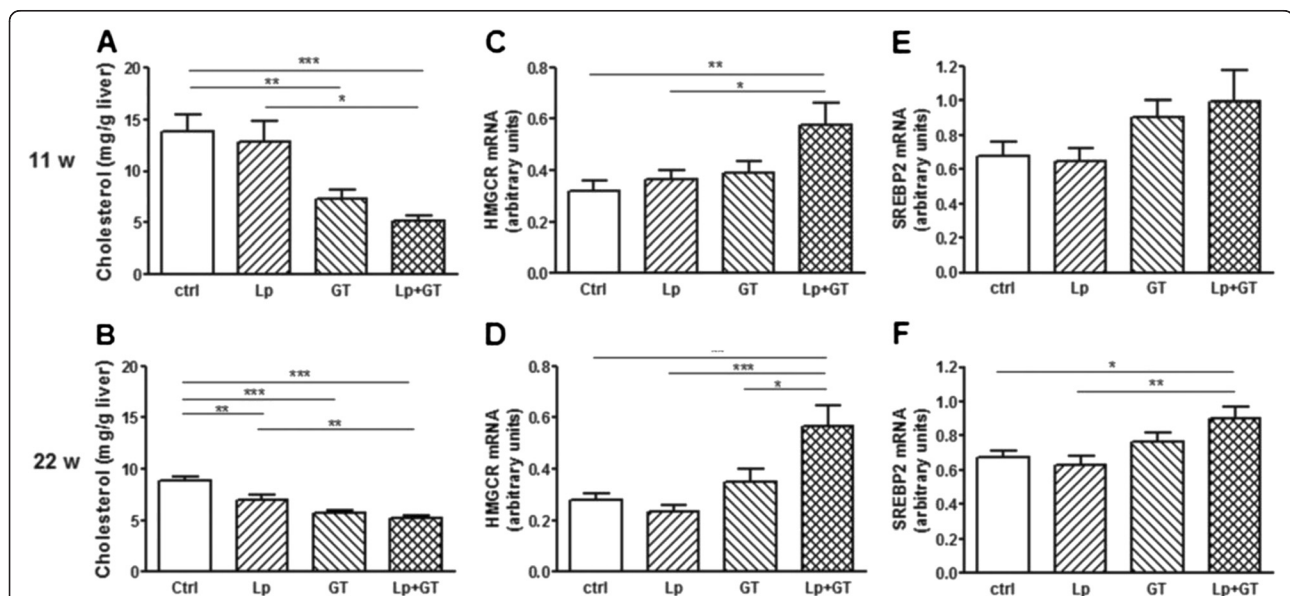 A
Cholesterol (mg/g liver)
20
15
10
5
0
***
**
*
ctrl
Lp
GT
Lp+GT
C
HMGCR mRNA
(arbitrary units)
0.8
0.6
0.4
0.2
0.0
**
*
Ctrl
Lp
GT
Lp+GT
E
SREBP2 mRNA
(arbitrary units)
1.2
1.0
0.8
0.6
0.4
0.2
0.0
Ctrl
Lp
GT
Lp+GT
11 w
B
Cholesterol (mg/g liver)
20
15
10
5
0
***
***
**
**
Ctrl
Lp
GT
Lp+GT
D
HMGCR mRNA
(arbitrary units)
0.8
0.6
0.4
0.2
0.0
***
*
ctrl
Lp
GT
Lp+GT
F
SREBP2 mRNA
(arbitrary units)
1.2
1.0
0.8
0.6
0.4
0.2
0.0
*
**
Ctrl
Lp
GT
Lp+GT
22 w